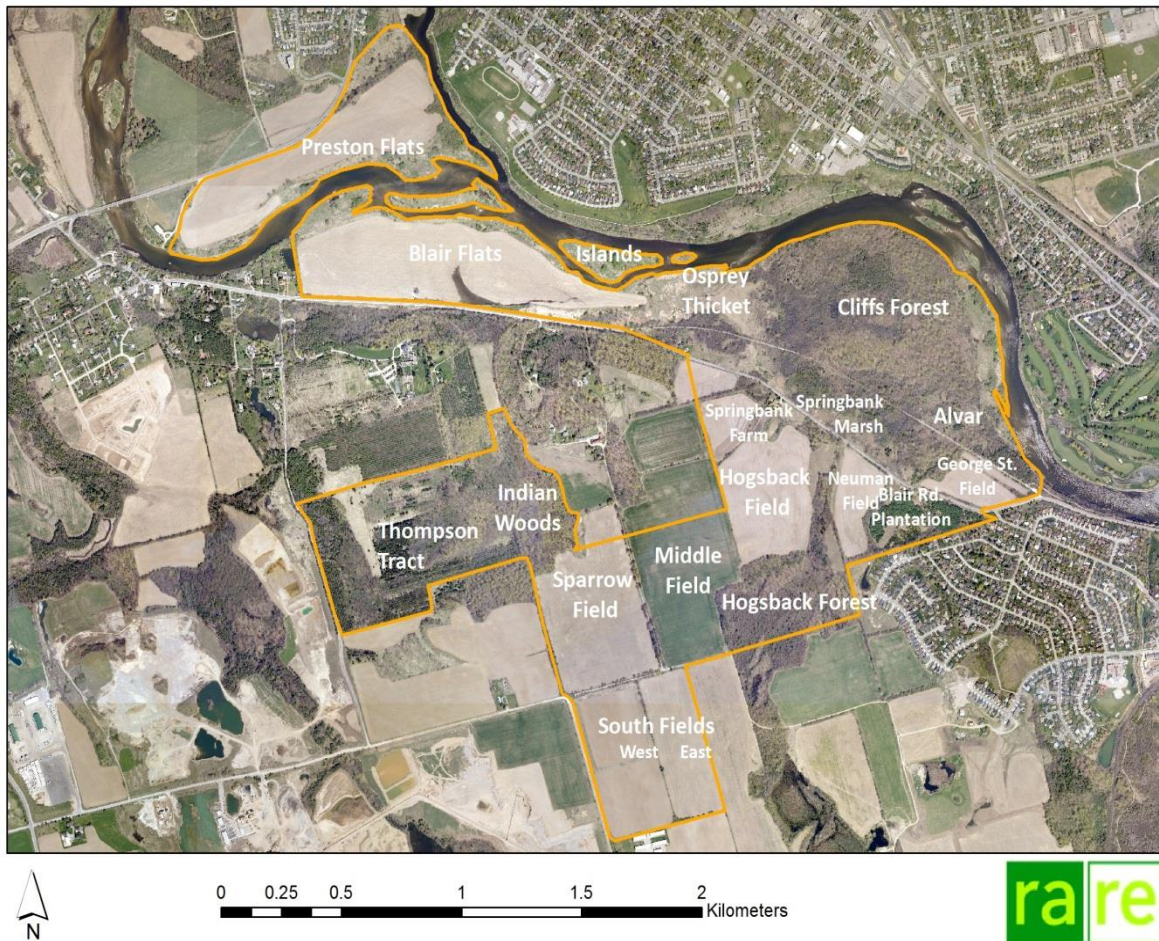 Preston Flats
Blair Flats
Islands
Osprey
Thicket
Cliffs Forest
Springbank
Farm
Springbank
Marsh
Alvar
Hogsback
Field
Neuman
Field
George St.
Field
Blair Rd.
Plantation
Indian
Woods
Thompson
Tract
Sparrow
Field
Middle
Field
Hogsback Forest
South Fields
West East
N
0 0.25 0.5 1 1.5 2
Kilometers
rare